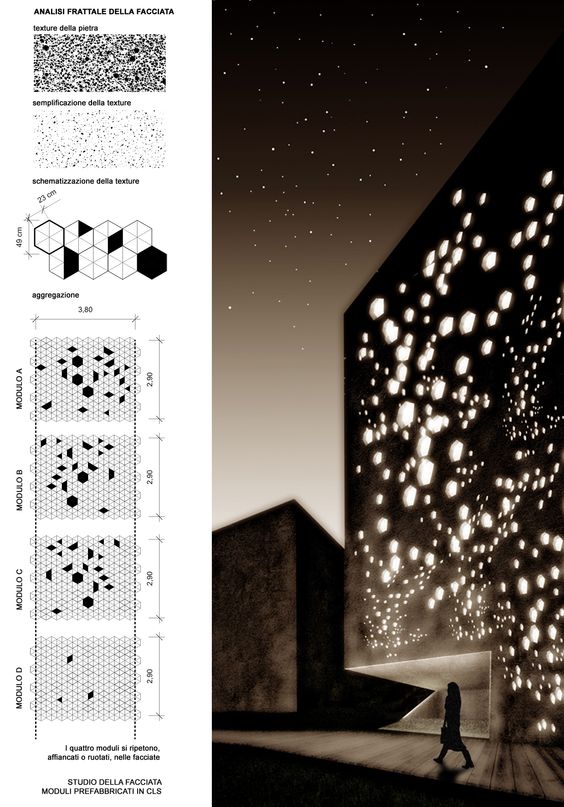 ANALISI FRATTALE DELLA FACCIATA
texture della pietra
semplificazione della texture
schematizzazione della texture
23 cm
49 cm
aggregazione
3,80
MODULO A
2,90
MODULO B
2,90
MODULO C
2,90
MODULO D
2,90
I quattro moduli si ripetono,
affiancati o ruotati, nelle facciate
STUDIO DELLA FACCIATA
MODULI PREFABBRICATI IN CLS